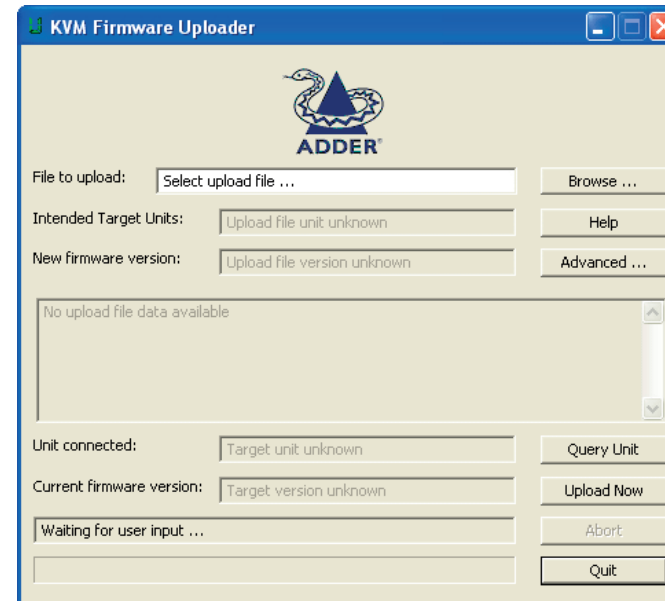 KVM Firmware Uploader
ADDER®
File to upload: Select upload file ... Browse ...
Intended Target Units: Upload file unit unknown Help
New firmware version: Upload file version unknown Advanced ...
No upload file data available
Unit connected: Target unit unknown Query Unit
Current firmware version: Target version unknown Upload Now
Waiting for user input ... Abort
Quit